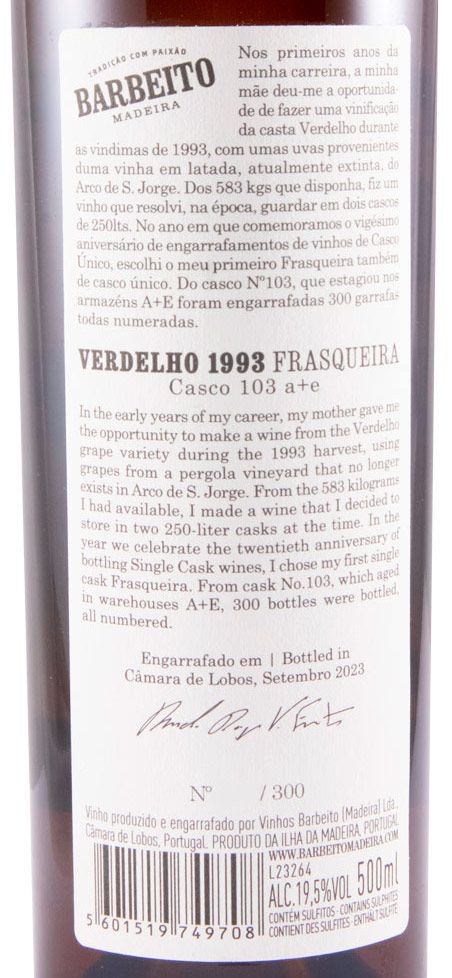 TRADIÇÃO COM PAIXÃO
BARBEITO
MADEIRA
Nos primeiros anos da
minha carreira, a minha
mãe deu-me a oportunida-
de de fazer uma vinificação
da casta Verdelho durante
as vindimas de 1993, com umas uvas provenientes
duma vinha em latada, atualmente extinta, do
Arco de S. Jorge. Dos 583 kgs que disponha, fiz um
vinho que resolvi, na época, guardar em dois cascos
de 250lts. No ano em que comemoramos o vigésimo
aniversário de engarrafamentos de vinhos de Casco
Único, escolhi o meu primeiro Frasqueira também
de casco único. Do casco Nº103, que estagiou nos
armazéns A+E foram engarrafadas 300 garrafas
todas numeradas.
VERDELHO 1993 FRASQUEIRA
Casco 103 a+e
In the early years of my career, my mother gave me
the opportunity to make a wine from the Verdelho
grape variety during the 1993 harvest, using
grapes from a pergola vineyard that no longer
exists in Arco de S. Jorge. From the 583 kilograms
I had available, I made a wine that I decided to
store in two 250-liter casks at the time. In the
year we celebrate the twentieth anniversary of
bottling Single Cask wines, I chose my first single
cask Frasqueira. From cask No.103, which aged
in warehouses A+E, 300 bottles were bottled,
all numbered.
Engarrafado em | Bottled in
Câmara de Lobos, Setembro 2023
Nº /300
Vinho produzido e engarrafado por Vinhos Barbeito (Madeira) Lda.,
Câmara de Lobos, Portugal. PRODUTO DA ILHA DA MADEIRA, PORTUGAL
WWW.BARBEITOMADEIRA.COM
L23264
ALC.19,5%VOL 500ml
CONTÉM SULFITOS - CONTAINS SULPHITES
CONTIENT DES SULFITES - ENTHÄLT SULFITE
5 601519 749708